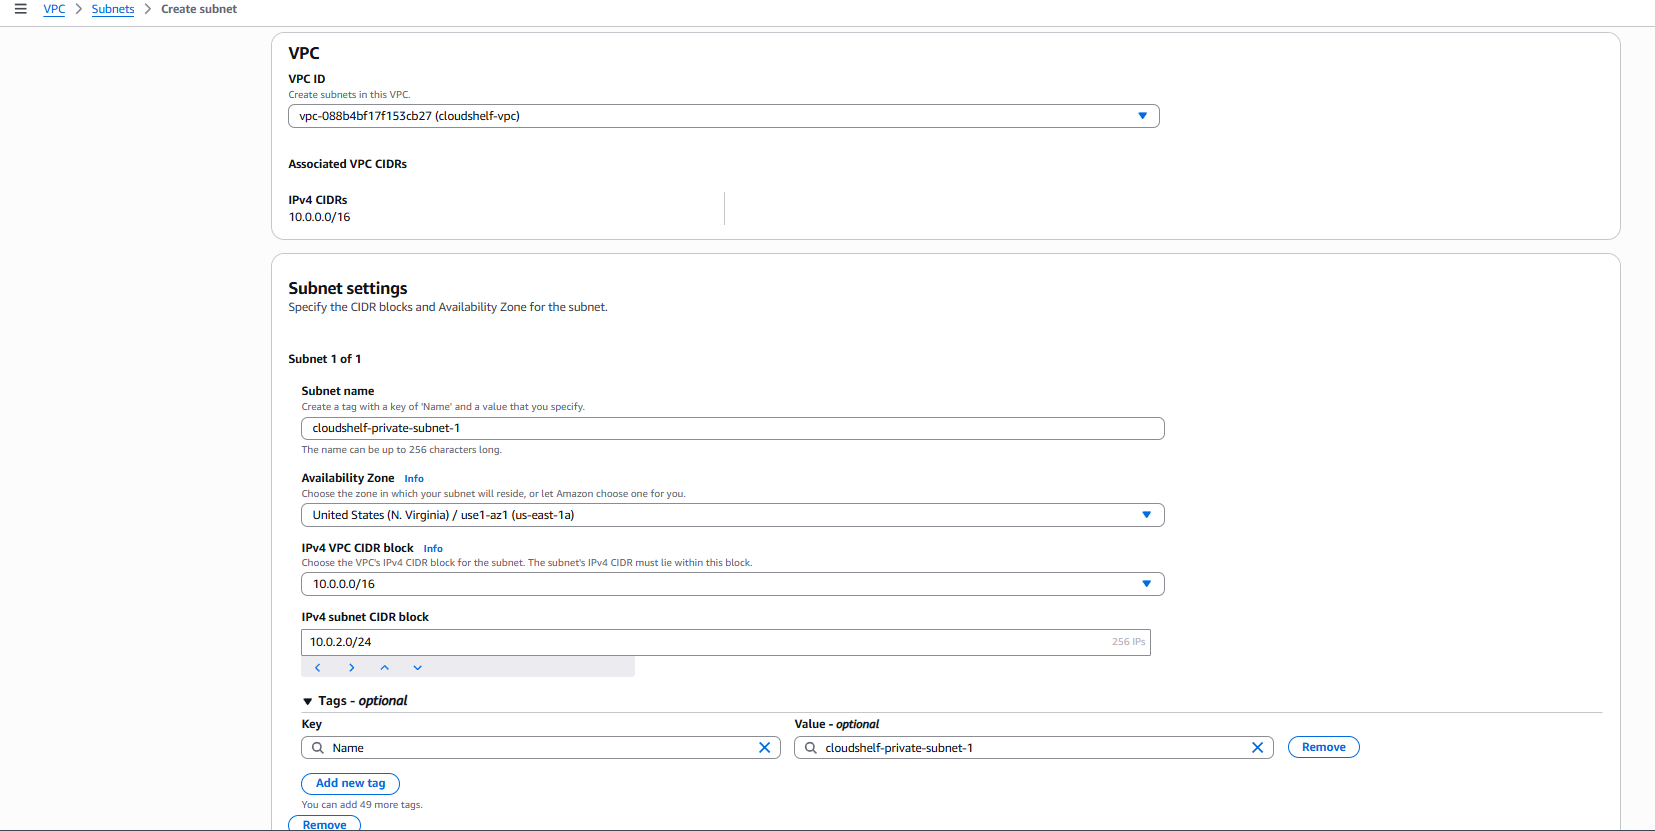 VPC > Subnets > Create subnet
VPC
VPC ID
Create subnets in this VPC.
vpc-088b4bf17f153cb27 (cloudshelf-vpc)
Associated VPC CIDRs
IPv4 CIDRs
10.0.0.0/16
Subnet settings
Specify the CIDR blocks and Availability Zone for the subnet.
Subnet 1 of 1
Subnet name
Create a tag with a key of 'Name' and a value that you specify.
cloudshelf-private-subnet-1
The name can be up to 256 characters long.
Availability Zone Info
Choose the zone in which your subnet will reside, or let Amazon choose one for you.
United States (N. Virginia) / use1-az1 (us-east-1a)
IPv4 VPC CIDR block Info
Choose the VPC's IPv4 CIDR block for the subnet. The subnet's IPv4 CIDR must lie within this block.
10.0.0.0/16
IPv4 subnet CIDR block
10.0.2.0/24 256 IPs
Tags - optional
Key Value - optional
Name cloudshelf-private-subnet-1 Remove
Add new tag
You can add 49 more tags.
Remove